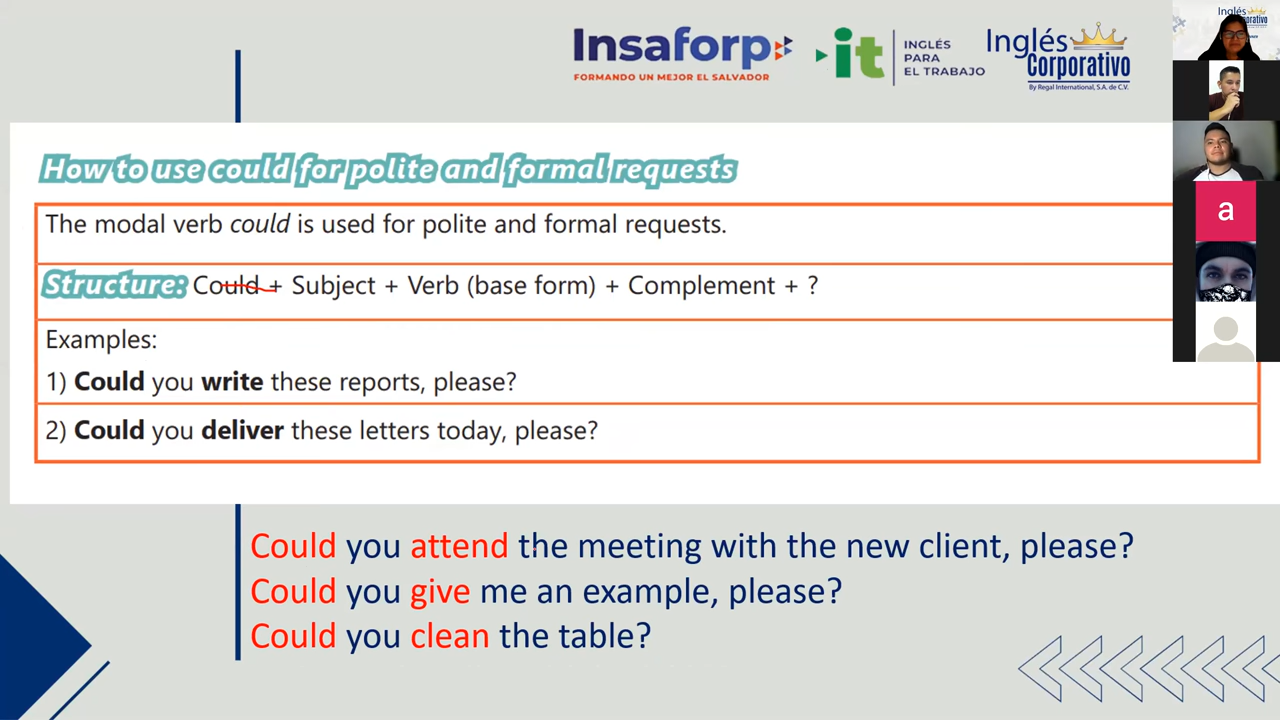 Insaforp
FORMANDO UN MEJOR EL SALVADOR
it
INGLÉS
PARA
EL TRABAJO
Inglés
Corporativo
By Regal International, S.A. de C.V.
Inglés
Corporativo
How to use could for polite and formal requests
The modal verb could is used for polite and formal requests.
Structure: Could + Subject + Verb (base form) + Complement + ?
Examples:
1) Could you write these reports, please?
2) Could you deliver these letters today, please?
a
Could you attend the meeting with the new client, please?
Could you give me an example, please?
Could you clean the table?